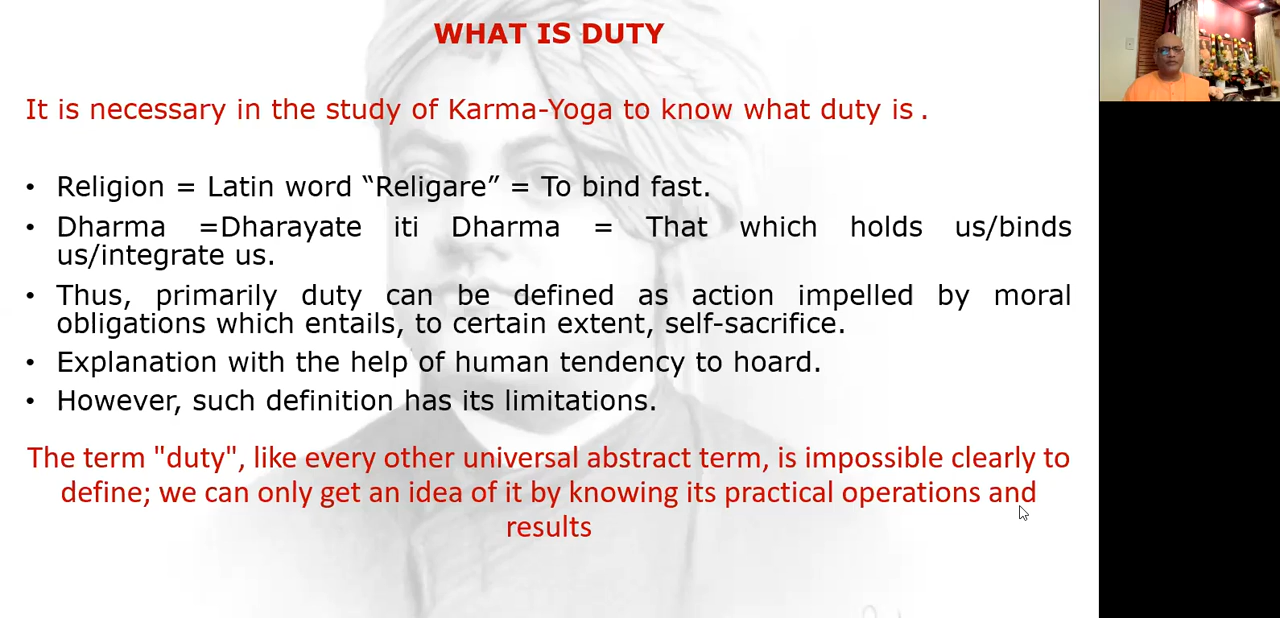 WHAT IS DUTY
It is necessary in the study of Karma-Yoga to know what duty is .
• Religion = Latin word “Religare” = To bind fast.
• Dharma =Dharayate iti Dharma = That which holds us/binds
us/integrate us.
• Thus, primarily duty can be defined as action impelled by moral
obligations which entails, to certain extent, self-sacrifice.
• Explanation with the help of human tendency to hoard.
• However, such definition has its limitations.
The term "duty", like every other universal abstract term, is impossible clearly to
define; we can only get an idea of it by knowing its practical operations and
results